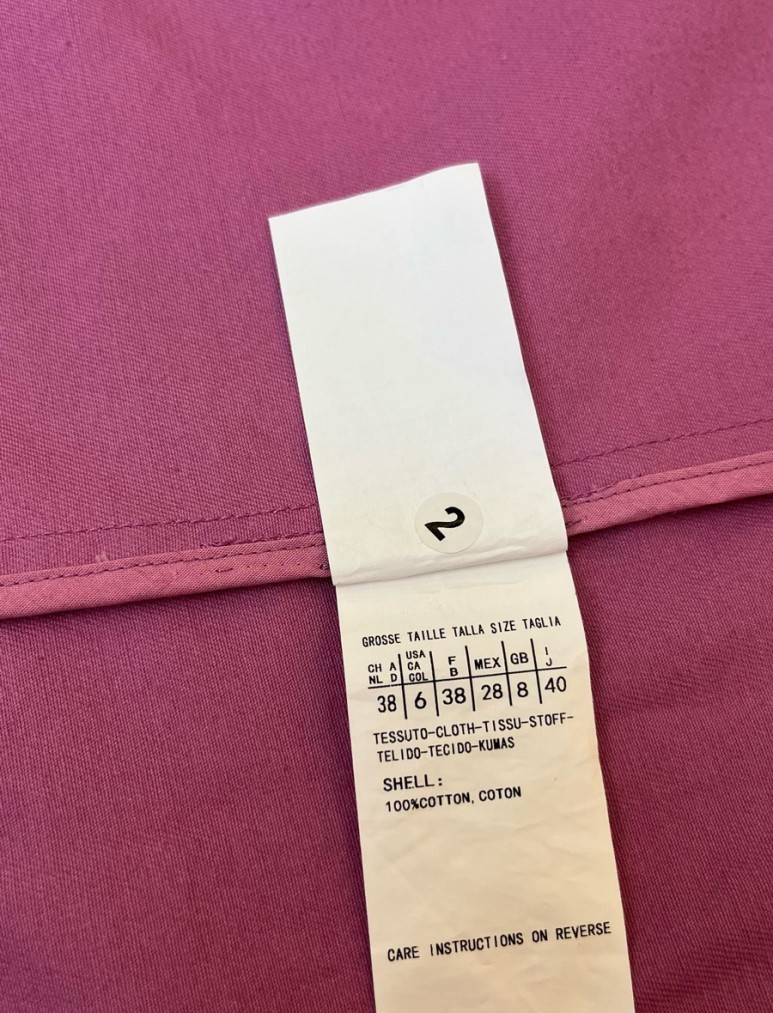 2
GROSSE TAILLE TALLA SIZE TAGLIA
CH A NL D | USA CA COL | F B | MEX | GB | I J
38 | 6 | 38 | 28 | 8 | 40
TESSUTO-CLOTH-TISSU-STOFF-
TELIDO-TECIDO-KUMAS
SHELL:
100%COTTON, COTON
CARE INSTRUCTIONS ON REVERSE